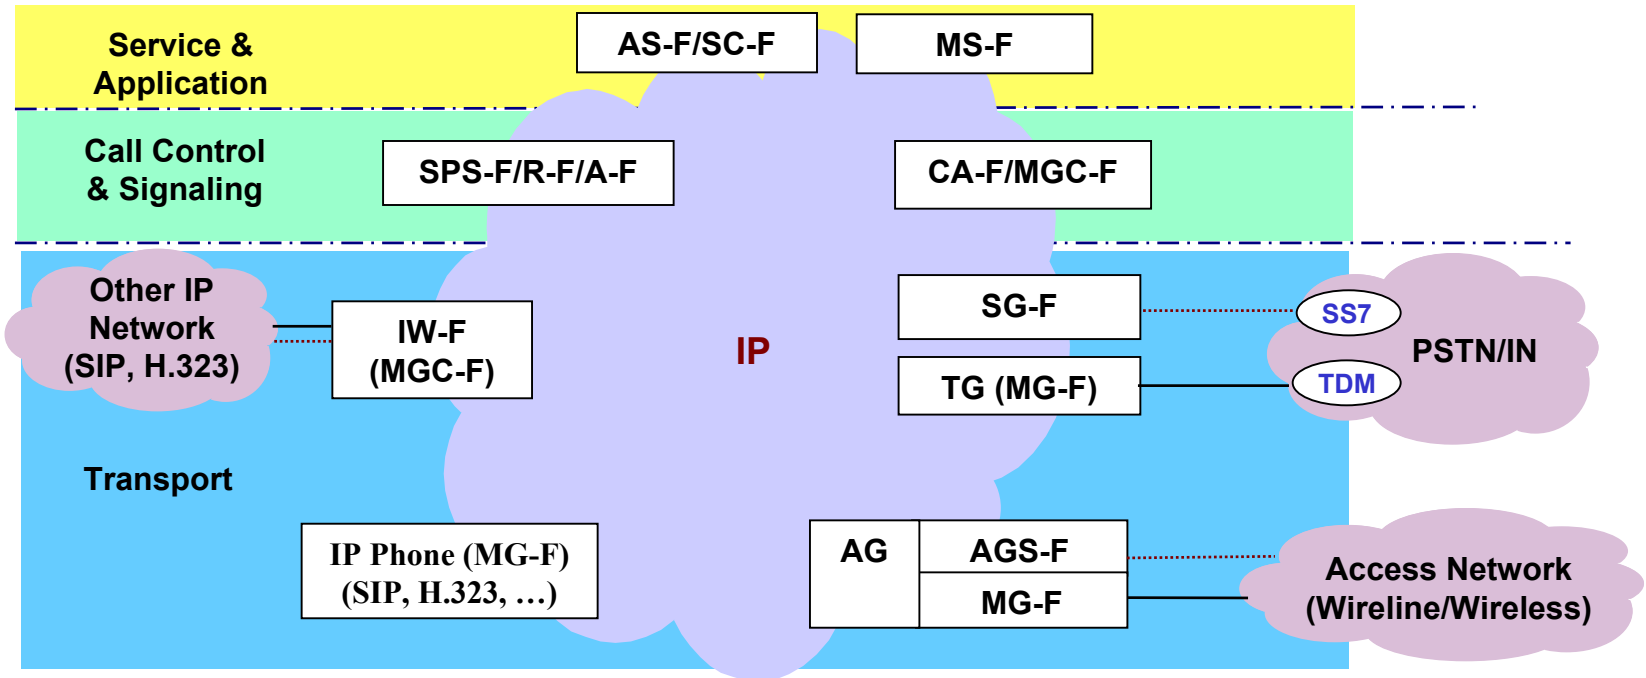 Service &
Application
AS-F/SC-F
MS-F
Call Control
& Signaling
SPS-F/R-F/A-F
CA-F/MGC-F
Other IP
Network
(SIP, H.323)
IW-F
(MGC-F)
IP
SG-F
SS7
PSTN/IN
TG (MG-F)
TDM
Transport
IP Phone (MG-F)
(SIP, H.323, …)
AG
AGS-F
MG-F
Access Network
(Wireline/Wireless)